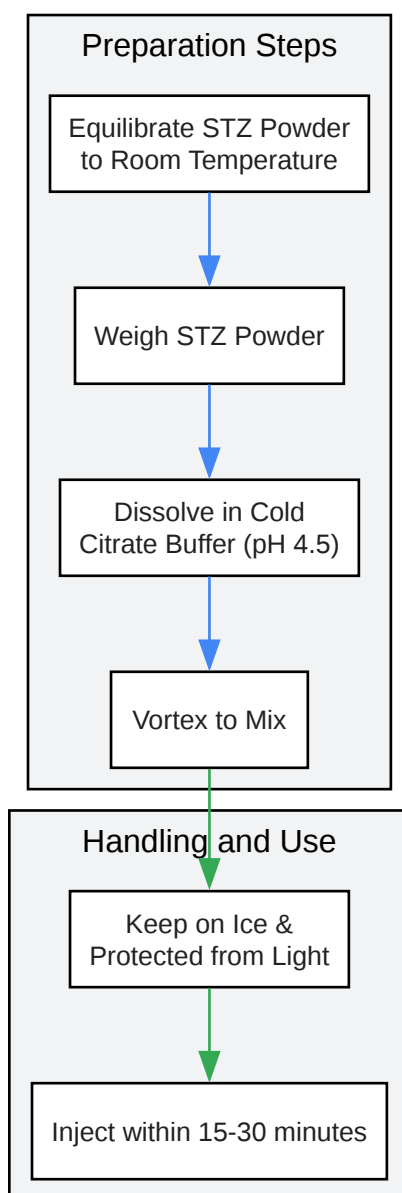 Preparation Steps
Equilibrate STZ Powder
to Room Temperature
Weigh STZ Powder
Dissolve in Cold
Citrate Buffer (pH 4.5)
Vortex to Mix
Handling and Use
Keep on Ice &
Protected from Light
Inject within 15-30 minutes